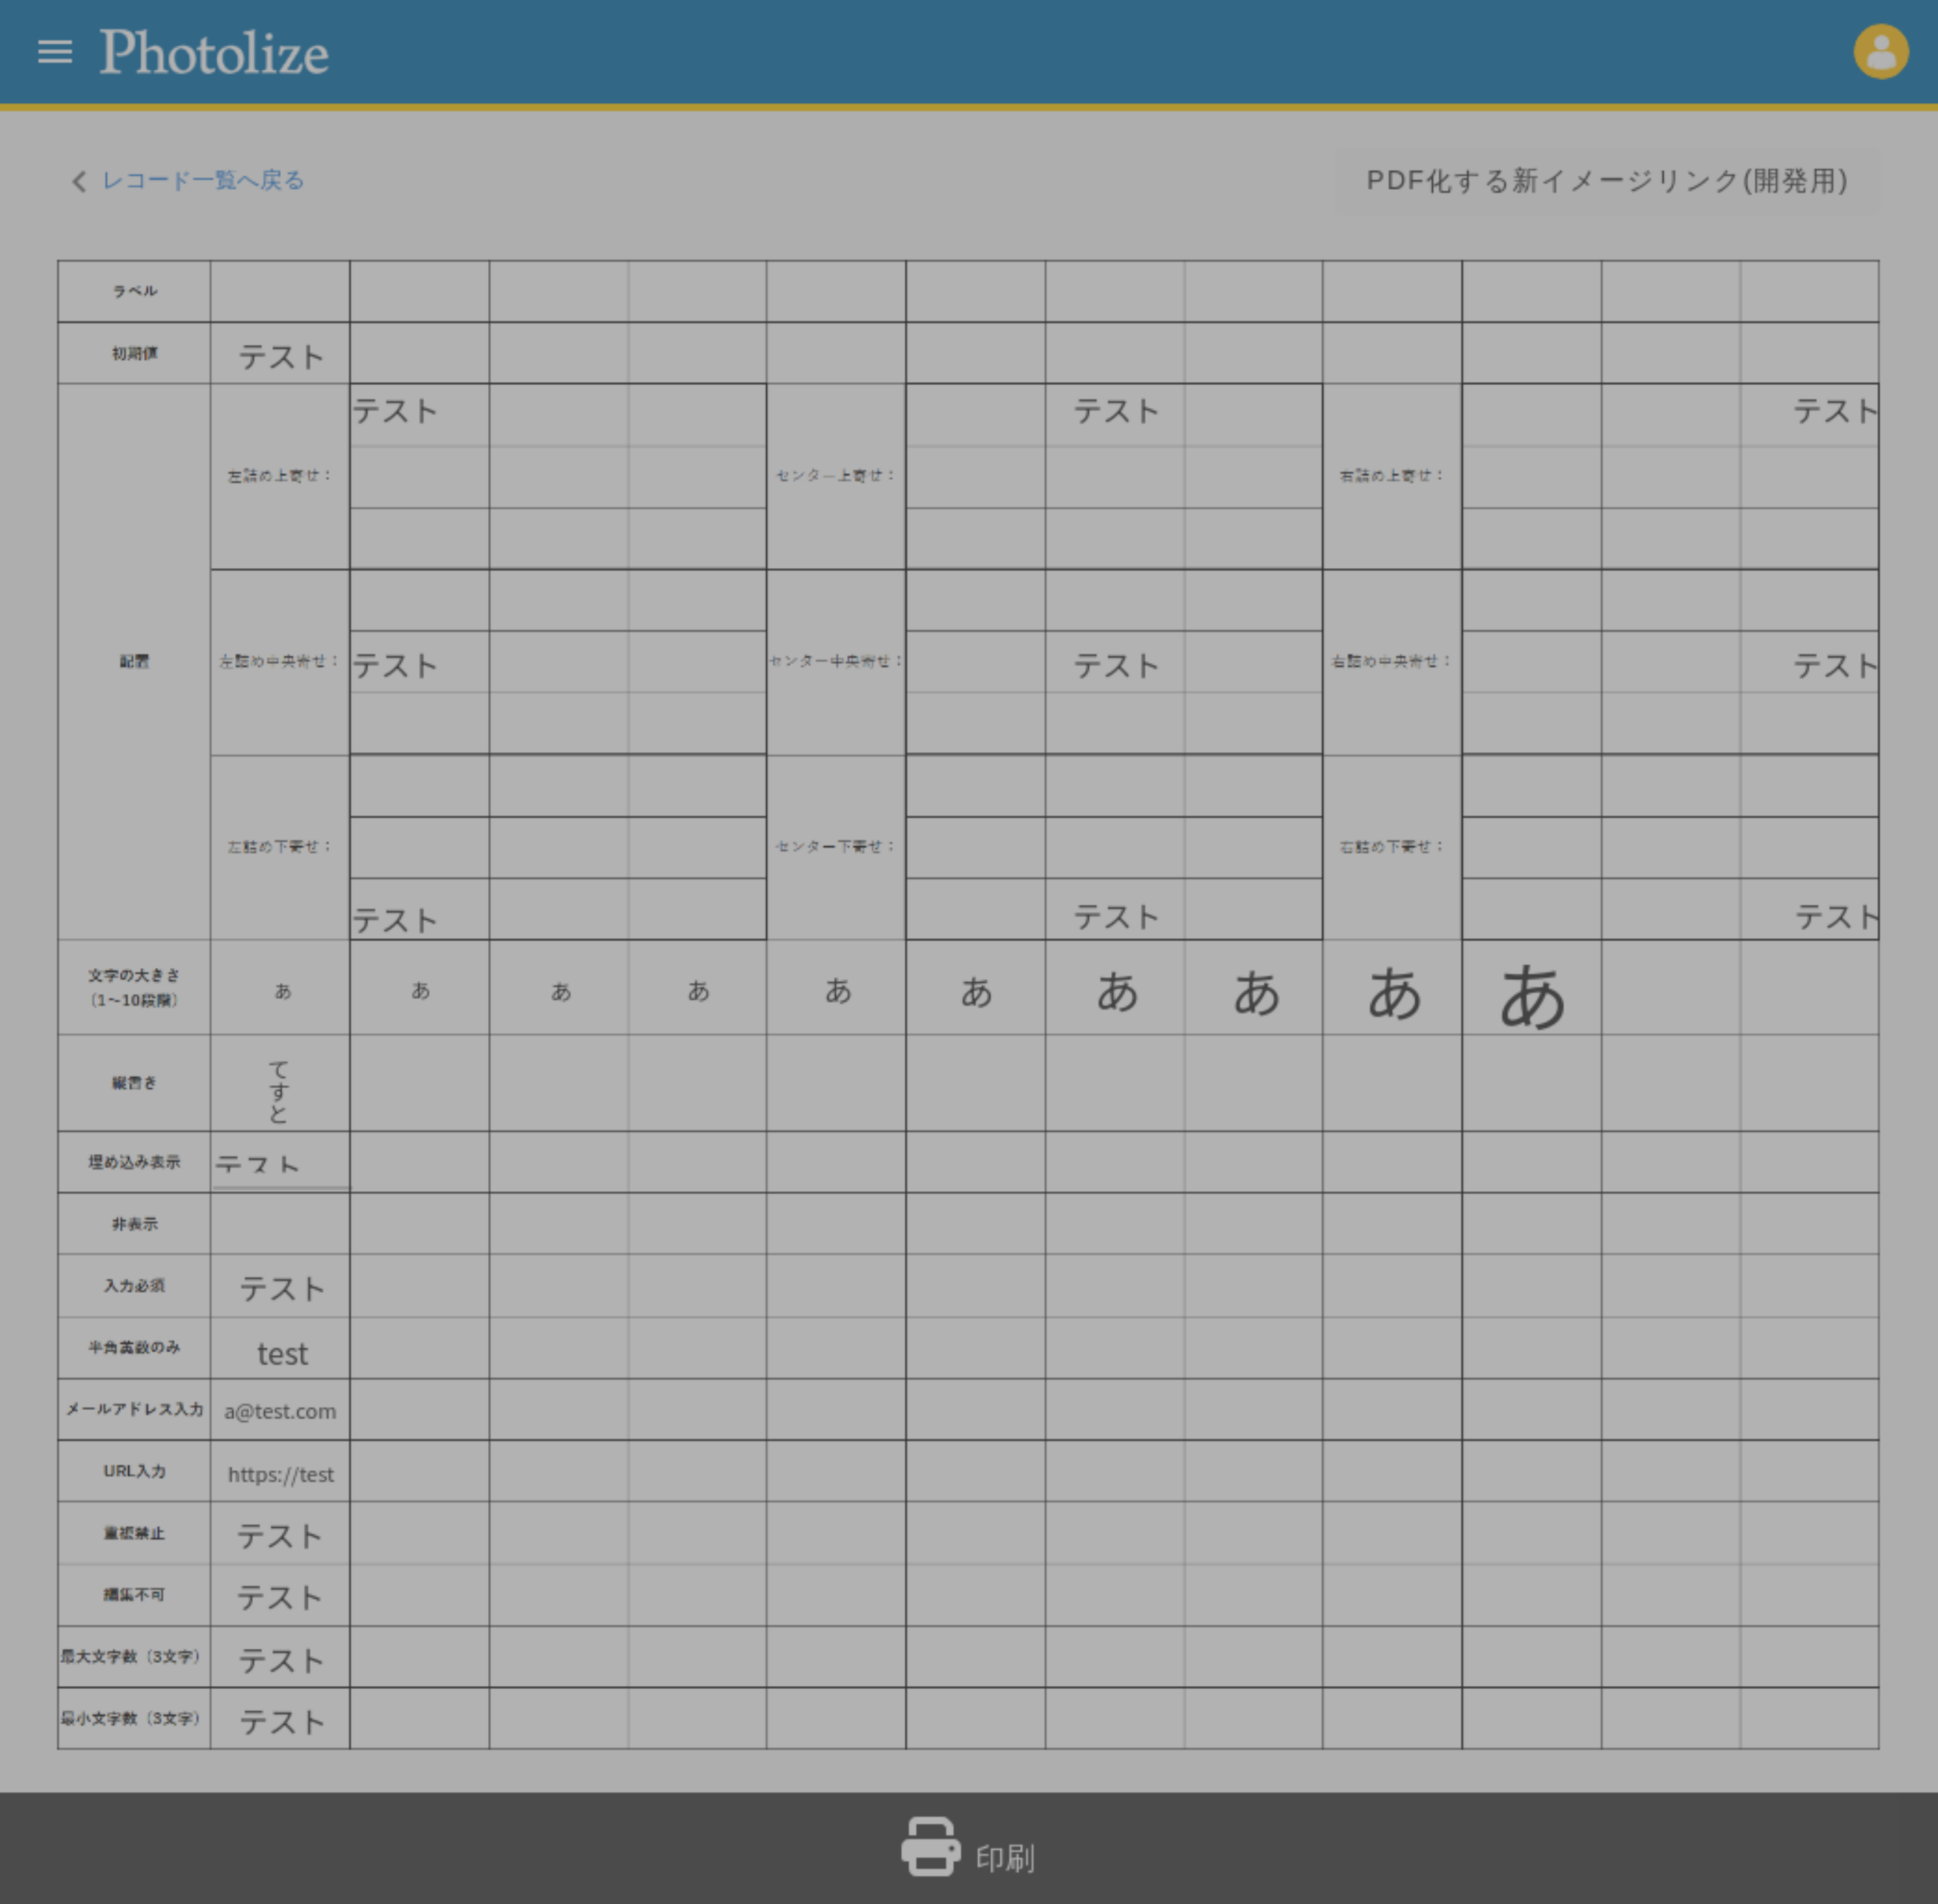 Photolize
レコード一覧へ戻る
PDF化する新イメージリンク(開発用)
ラベル
初期値 テスト
テスト テスト テスト
左詰め上寄せ： センター上寄せ： 右詰め上寄せ：
配置 左詰め中央寄せ： テスト センター中央寄せ： テスト 右詰め中央寄せ： テスト
左詰め下寄せ： センター下寄せ： 右詰め下寄せ：
テスト テスト テスト
文字の大きさ
（1〜10段階）
あ あ あ あ あ あ あ あ あ あ
縦書き てすと
埋め込み表示 テスト
非表示
入力必須 テスト
半角英数のみ test
メールアドレス入力 a@test.com
URL入力 https://test
重複禁止 テスト
編集不可 テスト
最大文字数（3文字） テスト
最小文字数（3文字） テスト
印刷